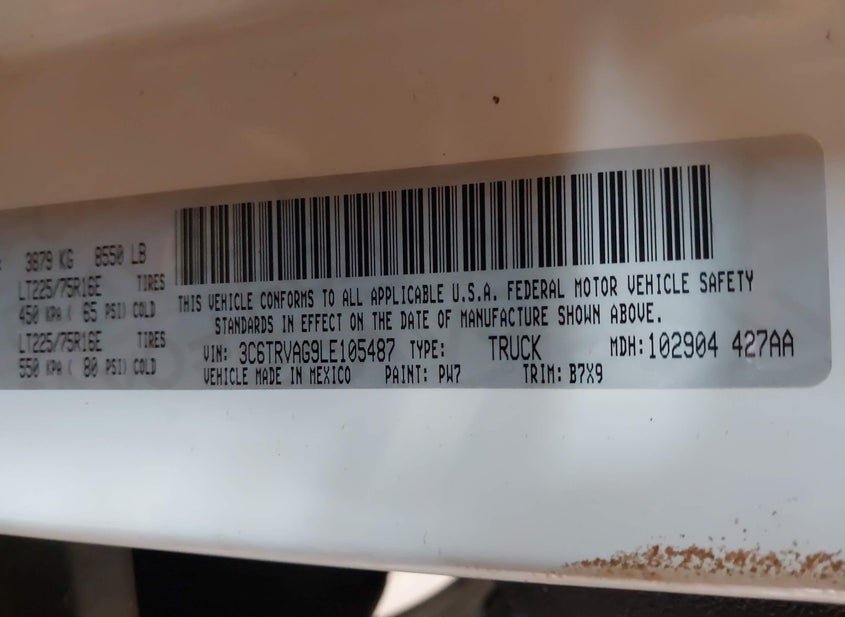 3879 KG 8550 LB
LT225/75R16E TIRES
450 KPA ( 65 PSI) COLD
LT225/75R16E TIRES
550 KPA ( 80 PSI) COLD
THIS VEHICLE CONFORMS TO ALL APPLICABLE U.S.A. FEDERAL MOTOR VEHICLE SAFETY
STANDARDS IN EFFECT ON THE DATE OF MANUFACTURE SHOWN ABOVE.
VIN: 3C6TRVAG9LE105487 TYPE: TRUCK MDH:102904 427AA
VEHICLE MADE IN MEXICO PAINT: PW7 TRIM: B7X9